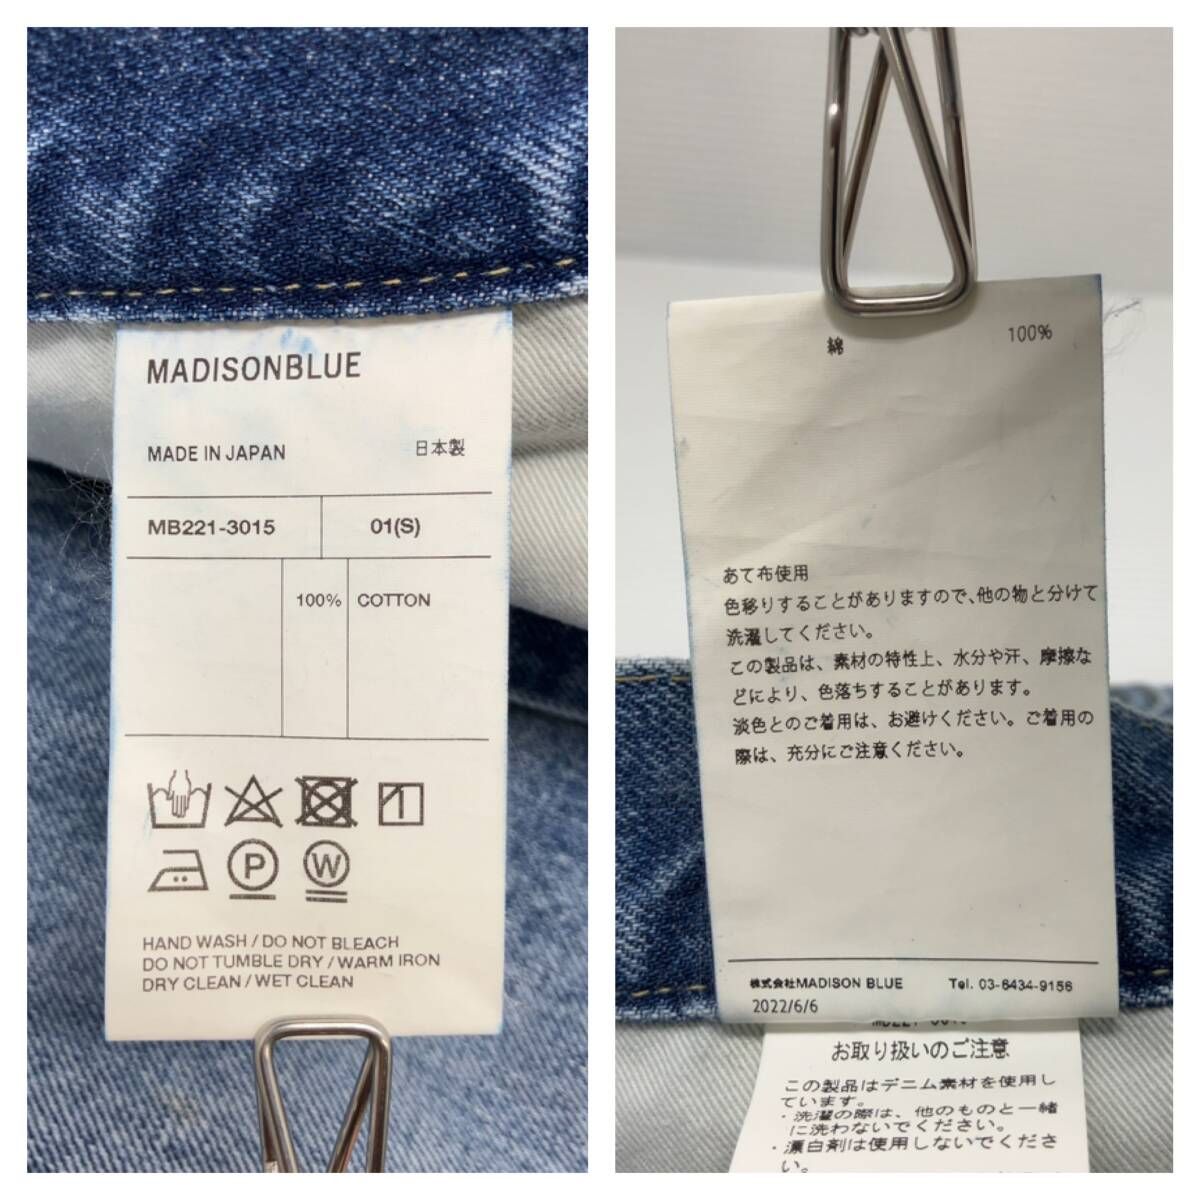 MADISONBLUE
MADE IN JAPAN 日本製
MB221-3015 01(S)
100% COTTON
P W
HAND WASH / DO NOT BLEACH
DO NOT TUMBLE DRY / WARM IRON
DRY CLEAN / WET CLEAN
綿 100%
あて布使用
色移りすることがありますので、他の物と分けて
洗濯してください。
この製品は、素材の特性上、水分や汗、摩擦な
どにより、色落ちすることがあります。
淡色とのご着用は、お避けください。ご着用の
際は、充分にご注意ください。
株式会社MADISON BLUE Tel. 03-6434-9156
2022/6/6
お取り扱いのご注意
この製品はデニム素材を使用し
ています。
・洗濯の際は、他のものと一緒
に洗わないでください。
・漂白剤は使用しないでくださ
い。